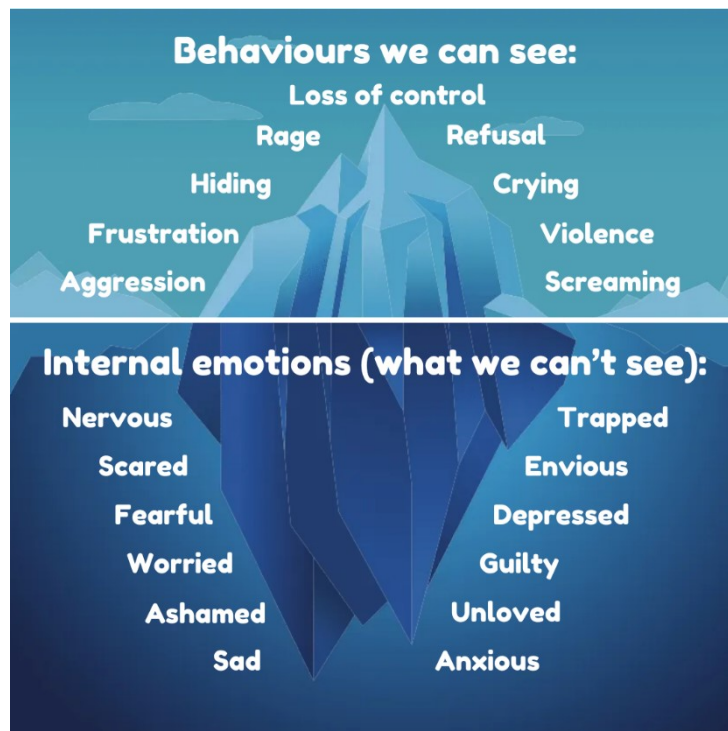 Behaviours we can see:
Loss of control
Rage Refusal
Hiding Crying
Frustration Violence
Aggression Screaming
Internal emotions (what we can't see):
Nervous Trapped
Scared Envious
Fearful Depressed
Worried Guilty
Ashamed Unloved
Sad Anxious